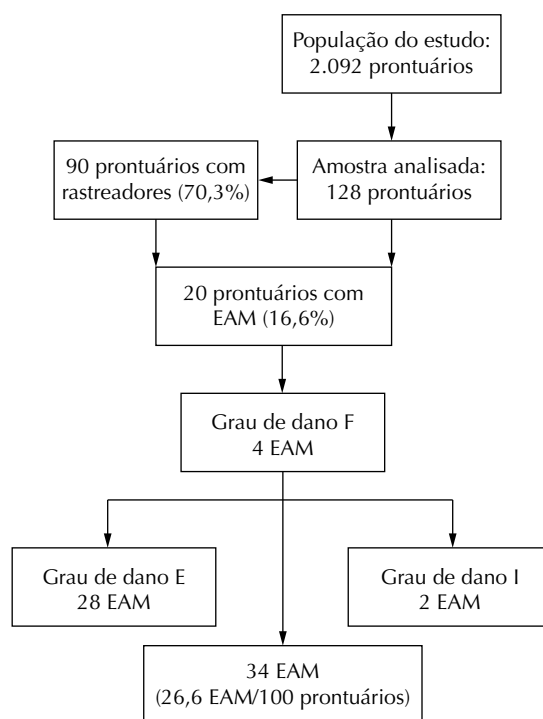 População do estudo:
2.092 prontuários
90 prontuários com
rastreadores (70,3%)
Amostra analisada:
128 prontuários
20 prontuários com
EAM (16,6%)
Grau de dano F
4 EAM
Grau de dano E
28 EAM
Grau de dano I
2 EAM
34 EAM
(26,6 EAM/100 prontuários)